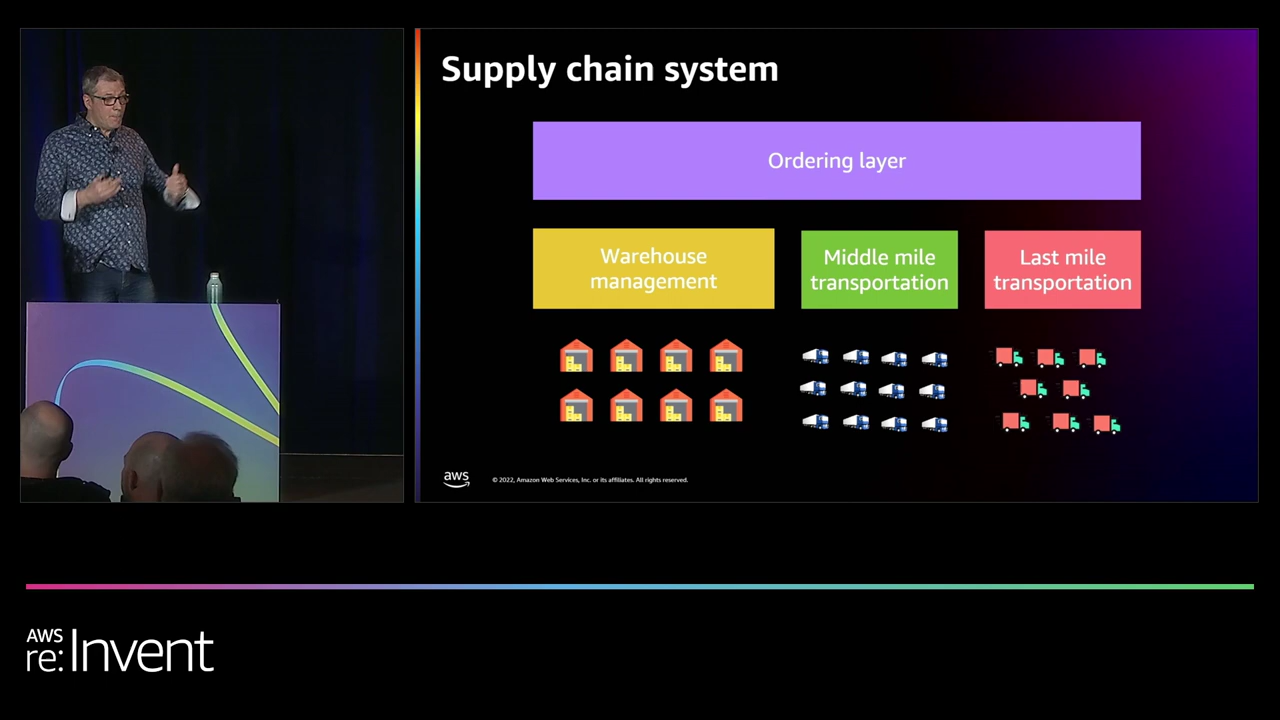 Supply chain system
Ordering layer
Warehouse
management
Middle mile
transportation
Last mile
transportation
aws
© 2022, Amazon Web Services, Inc. or its affiliates. All rights reserved.
AWS
re:Invent